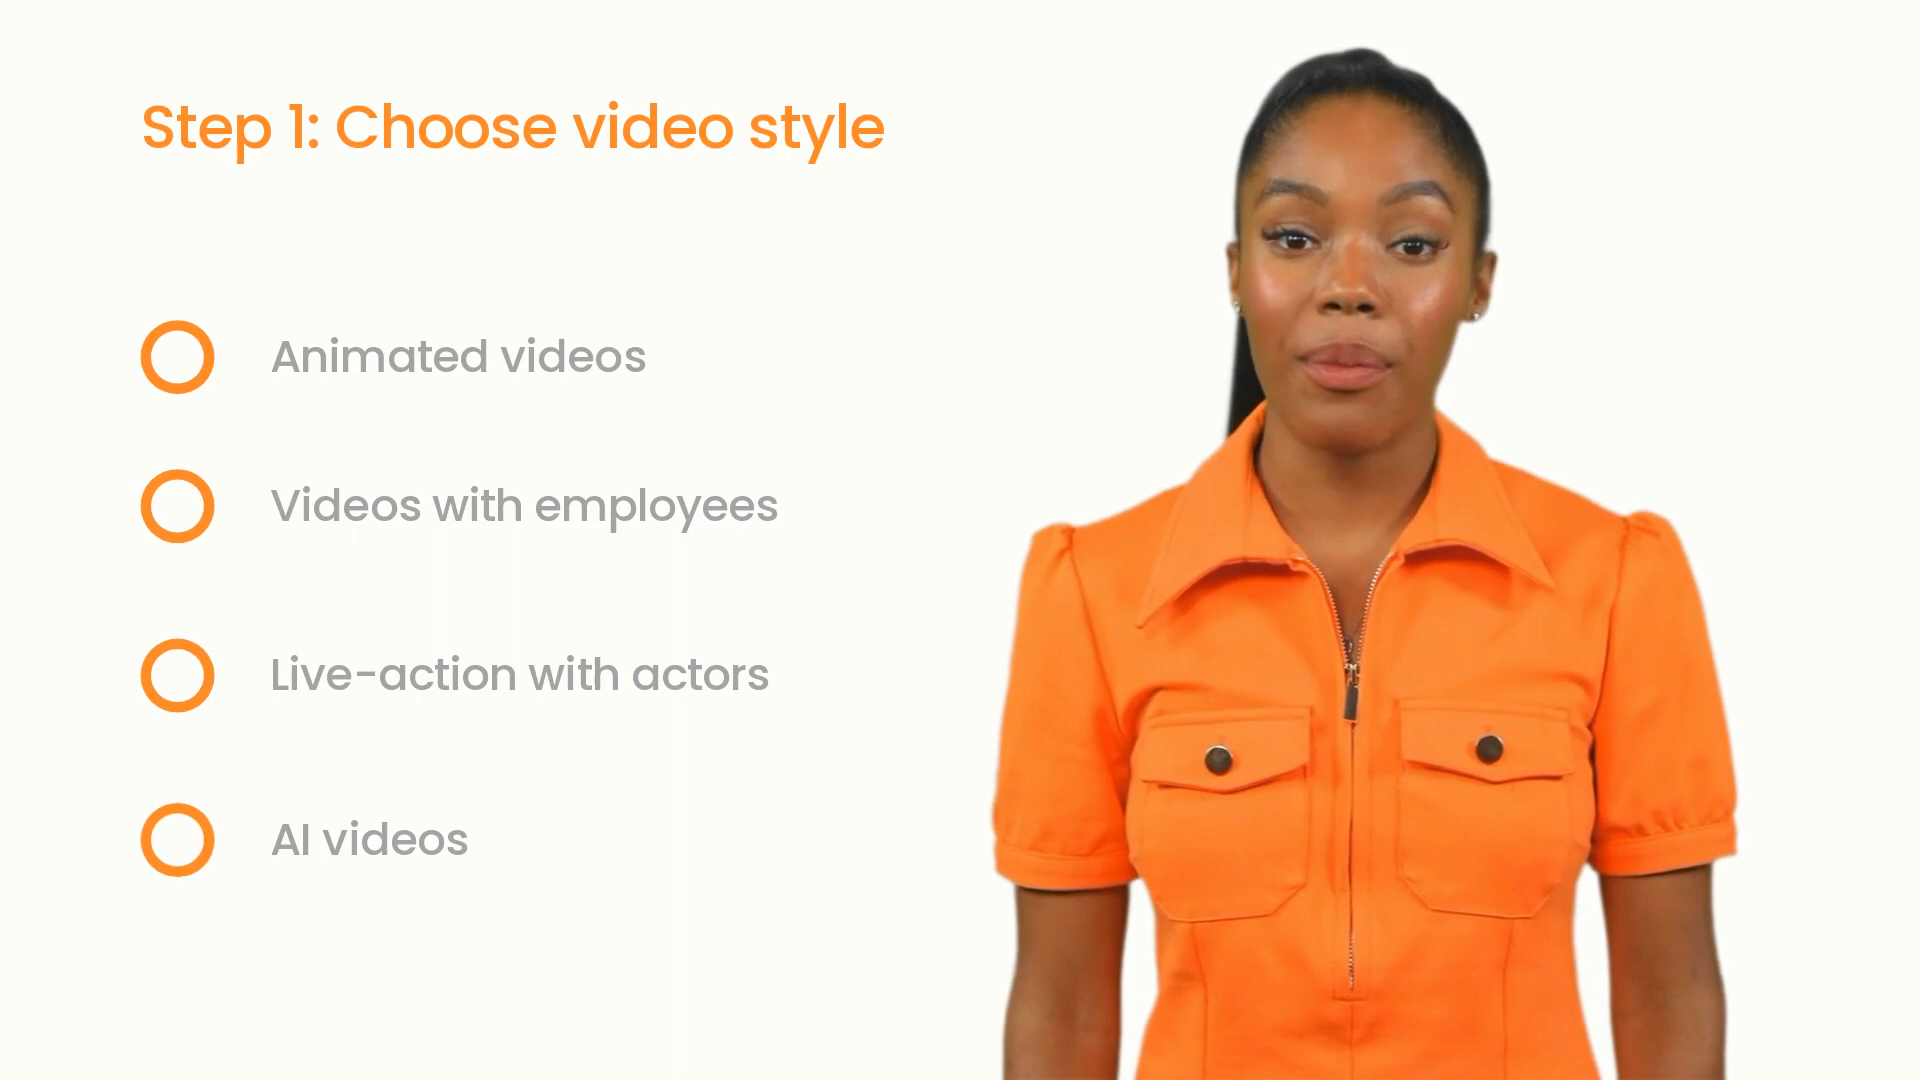 Step 1: Choose video style
Animated videos
Videos with employees
Live-action with actors
AI videos